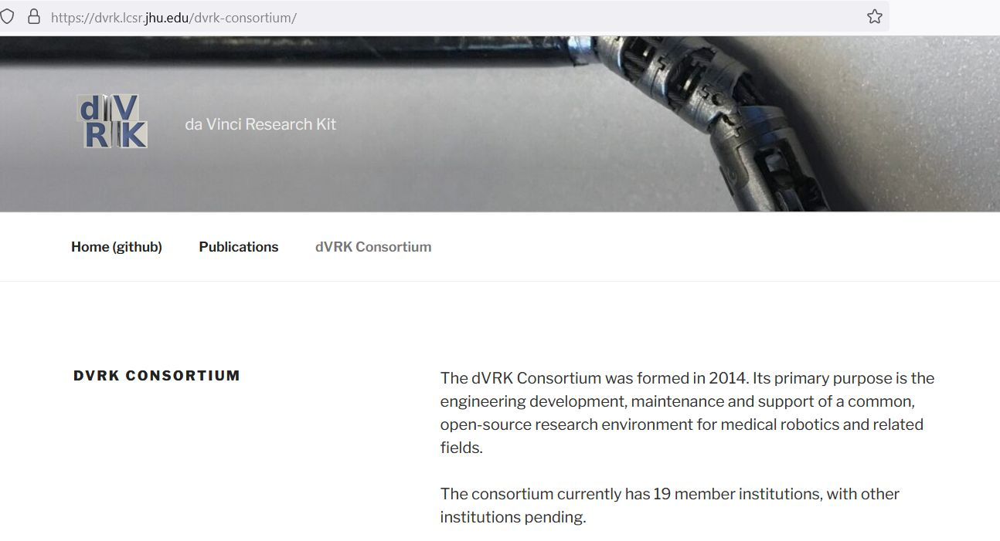 https://dvrk.lcsr.jhu.edu/dvrk-consortium/
dVRK
da Vinci Research Kit
Home (github) Publications dVRK Consortium
DVRK CONSORTIUM
The dVRK Consortium was formed in 2014. Its primary purpose is the
engineering development, maintenance and support of a common,
open-source research environment for medical robotics and related
fields.
The consortium currently has 19 member institutions, with other
institutions pending.